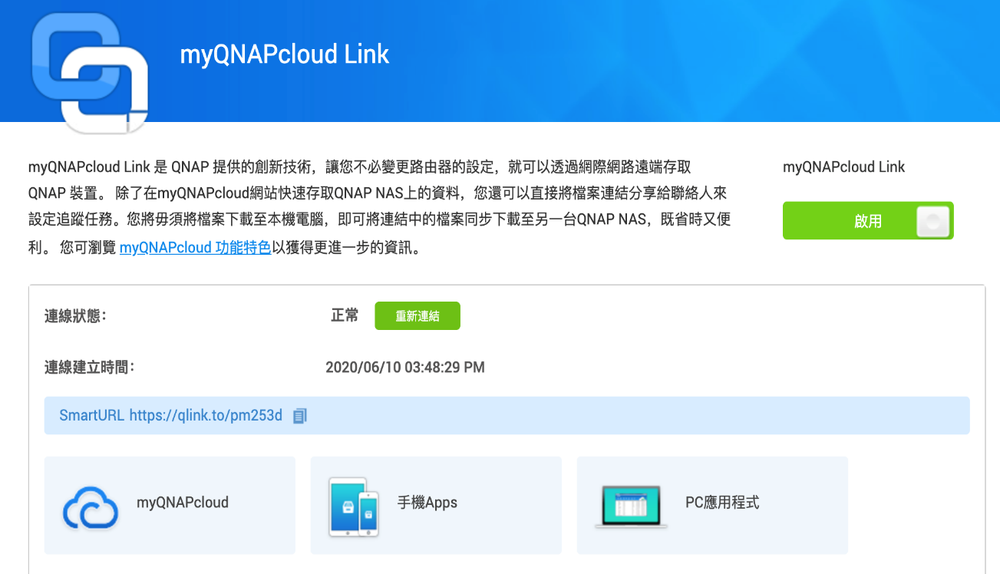 myQNAPcloud Link
myQNAPcloud Link 是 QNAP 提供的創新技術，讓您不必變更路由器的設定，就可以透過網際網路遠端存取
QNAP 裝置。 除了在myQNAPcloud網站快速存取QNAP NAS上的資料，您還可以直接將檔案連結分享給聯絡人來
設定追蹤任務。您將毋須將檔案下載至本機電腦，即可將連結中的檔案同步下載至另一台QNAP NAS，既省時又便
利。 您可瀏覽 myQNAPcloud 功能特色以獲得更進一步的資訊。
myQNAPcloud Link
啟用
連線狀態： 正常 重新連結
連線建立時間： 2020/06/10 03:48:29 PM
SmartURL https://qlink.to/pm253d
myQNAPcloud
手機Apps
PC應用程式